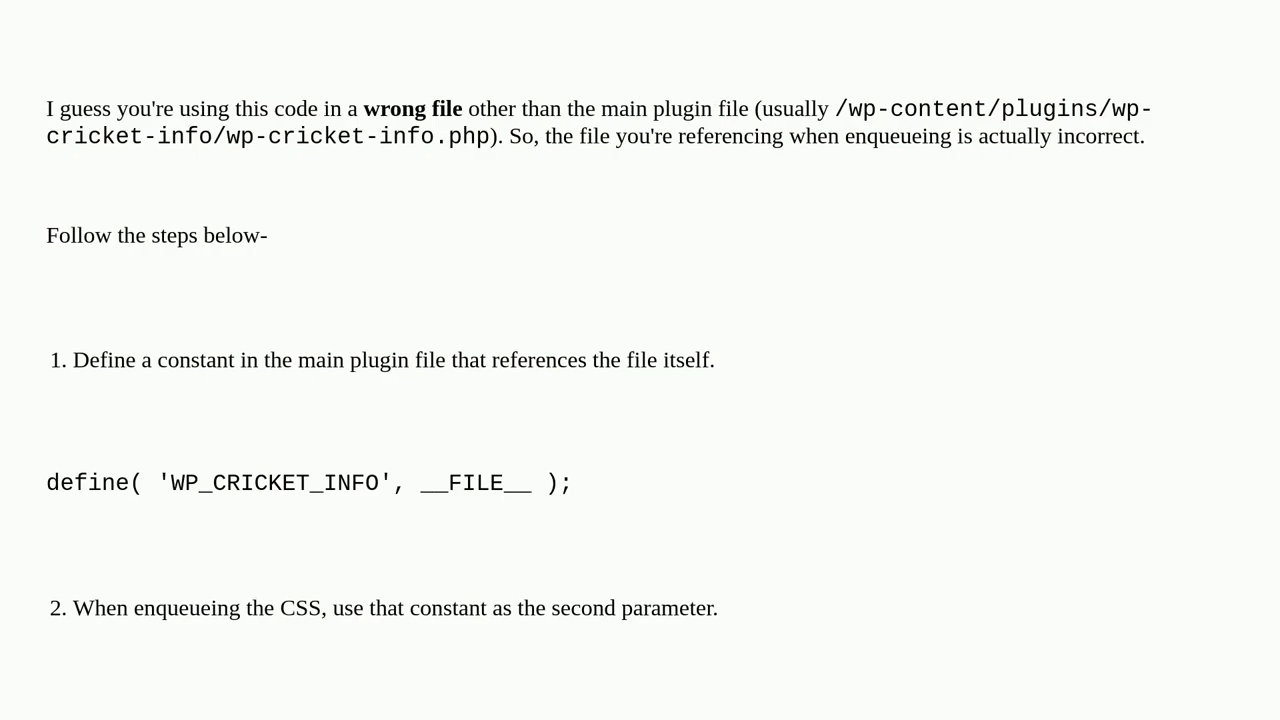 I guess you're using this code in a wrong file other than the main plugin file (usually /wp-content/plugins/wp-
cricket-info/wp-cricket-info.php). So, the file you're referencing when enqueueing is actually incorrect.
Follow the steps below-
1. Define a constant in the main plugin file that references the file itself.
define( 'WP_CRICKET_INFO', __FILE__ );
2. When enqueueing the CSS, use that constant as the second parameter.